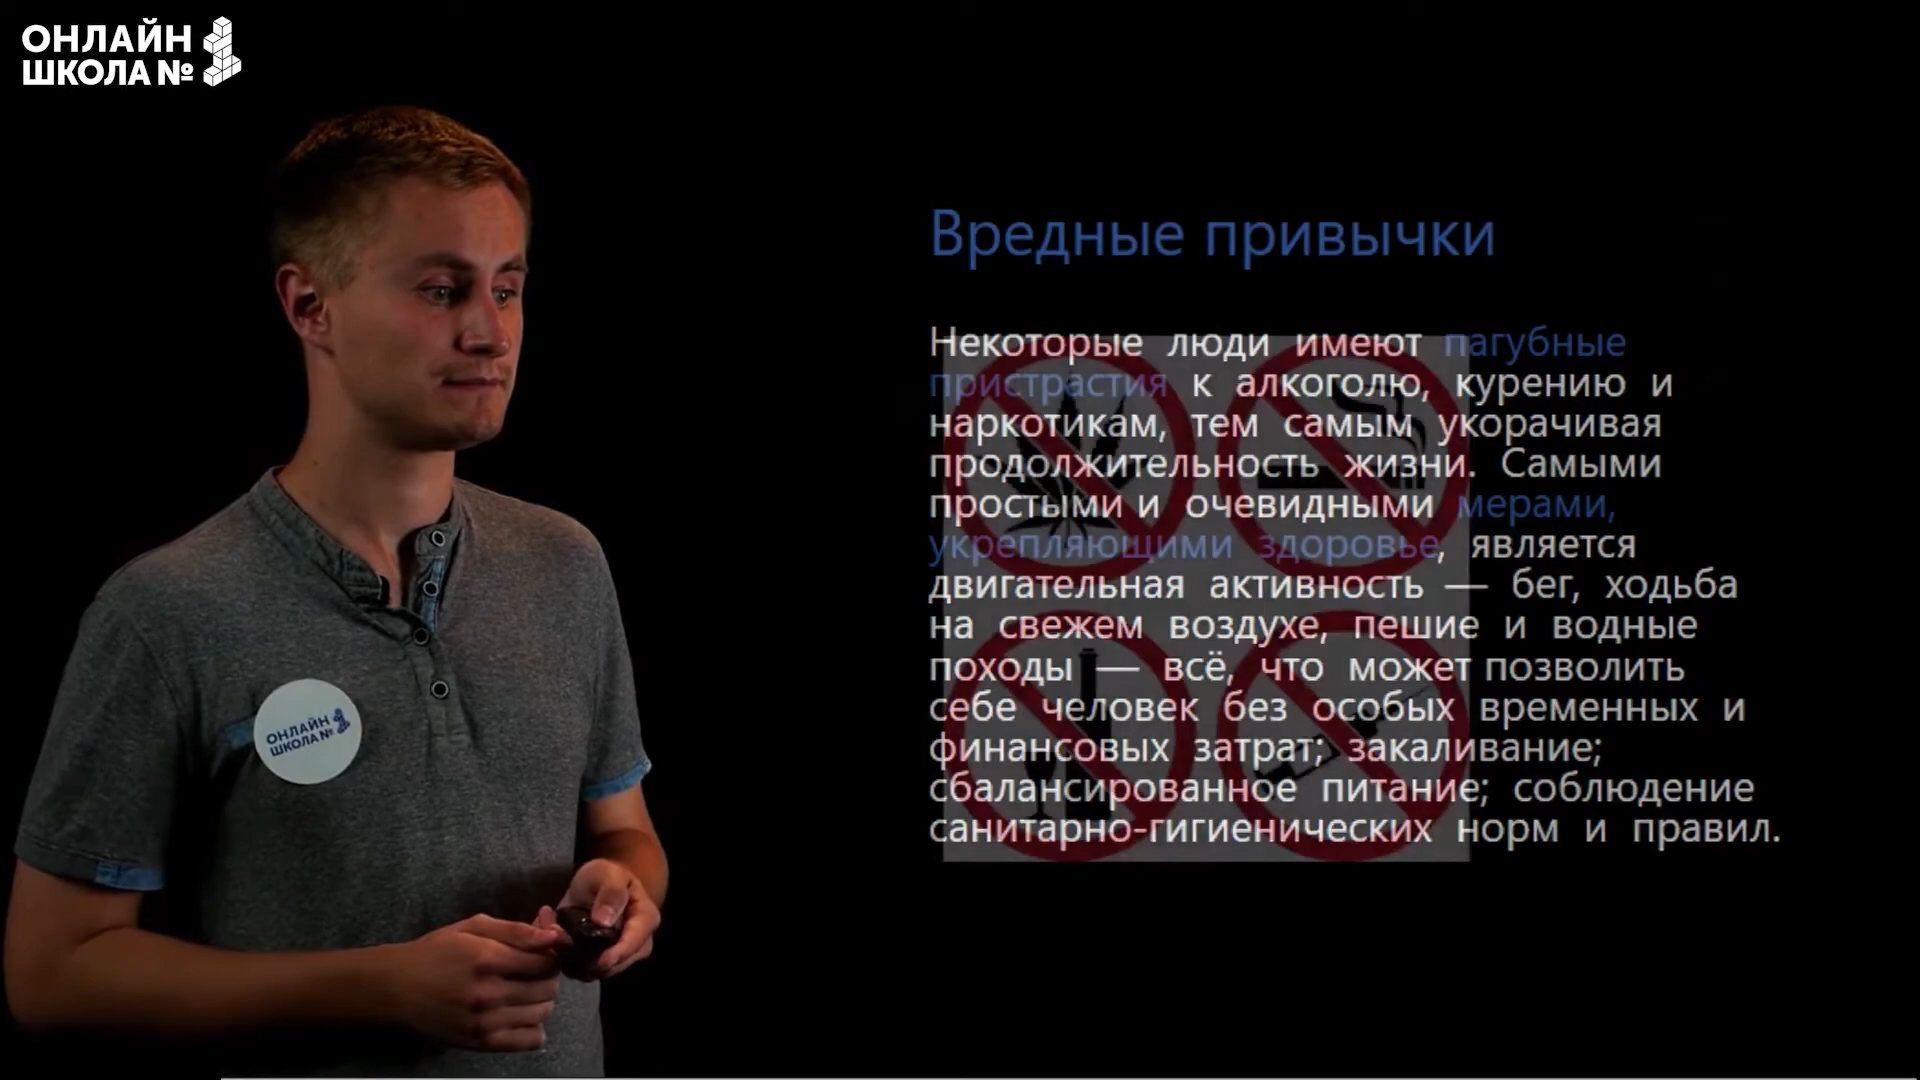 ОНЛАЙН
ШКОЛА №
Вредные привычки
Некоторые люди имеют пагубные
пристрастия к алкоголю, курению и
наркотикам, тем самым укорачивая
продолжительность жизни. Самыми
простыми и очевидными мерами,
укрепляющими здоровье, является
двигательная активность — бег, ходьба
на свежем воздухе, пешие и водные
походы — всё, что может позволить
себе человек без особых временных и
финансовых затрат; закаливание;
сбалансированное питание; соблюдение
санитарно-гигиенических норм и правил.
ОНЛАЙН
ШКОЛА №